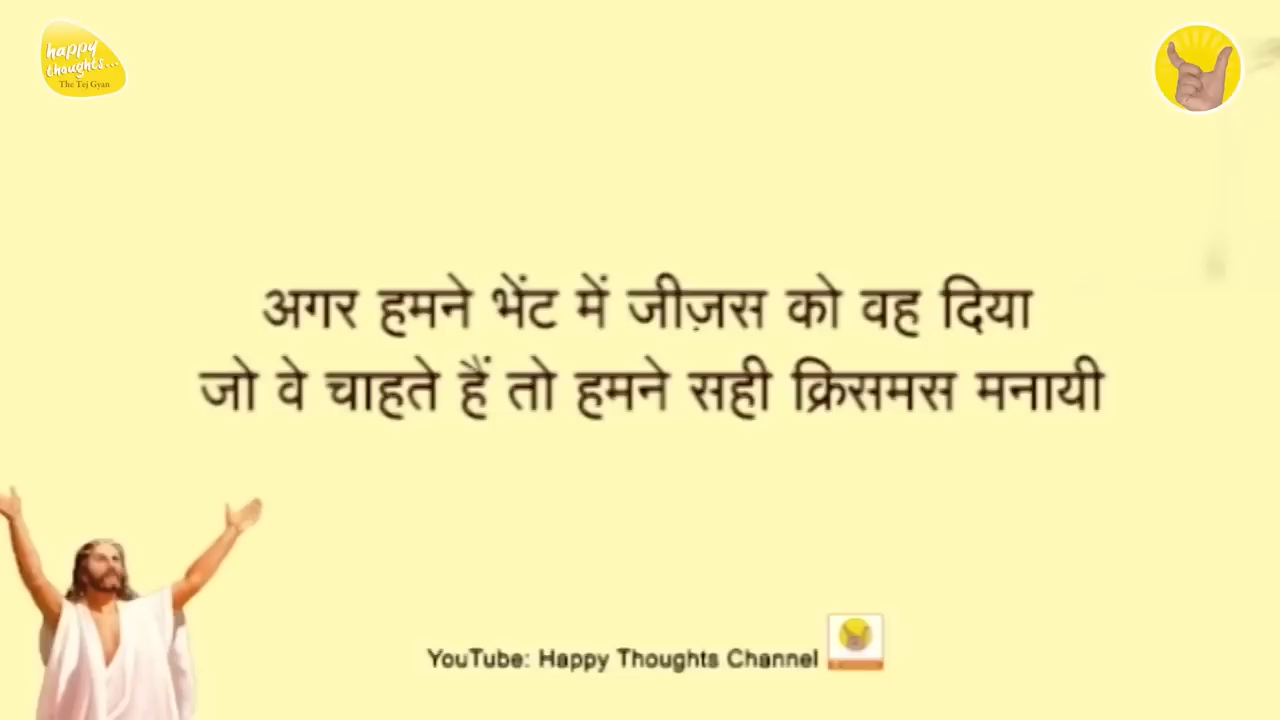 happy
thoughts...
The Tej Gyan
अगर हमने भेंट में जीज़स को वह दिया
जो वे चाहते हैं तो हमने सही क्रिसमस मनायी
YouTube: Happy Thoughts Channel